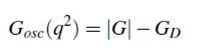 G_{osc}(q^2) = |G| − G_D